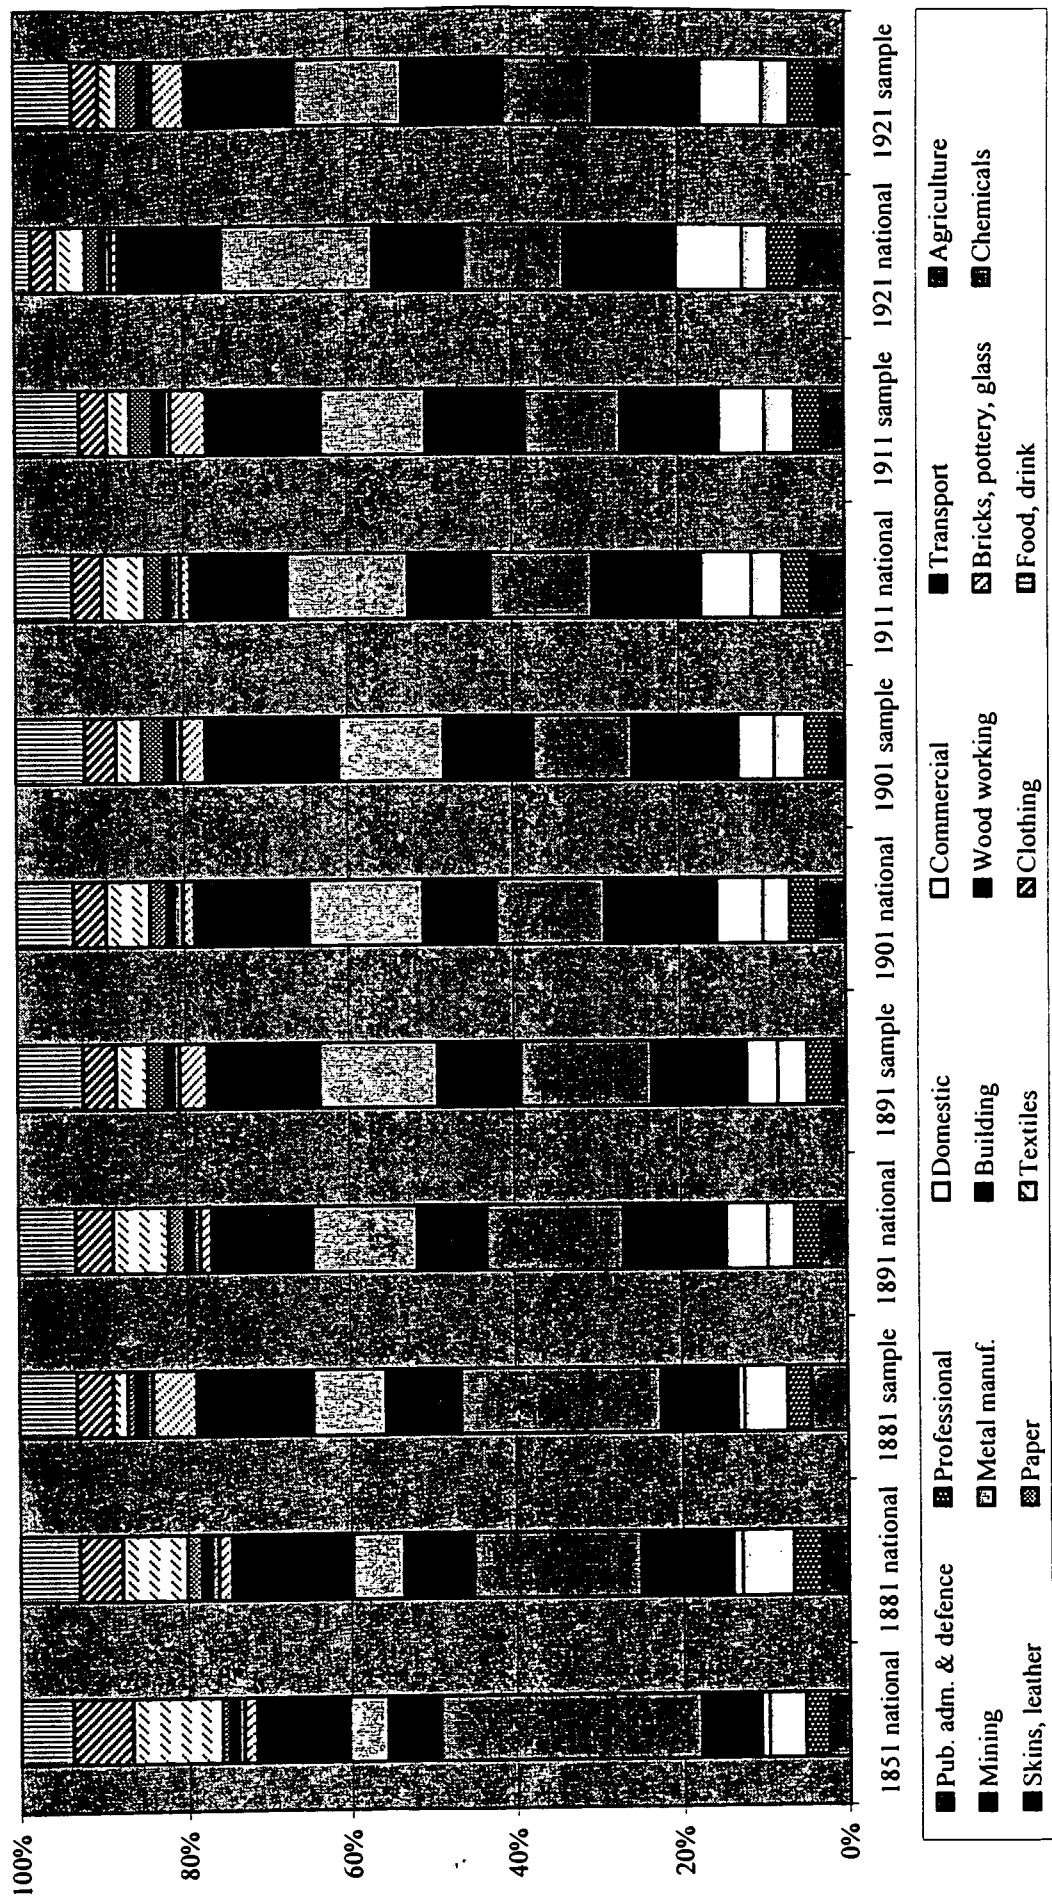 100%
80%
60%
40%
20%
0%
1851 national 1881 national 1881 sample 1891 national 1891 sample 1901 national 1901 sample 1911 national 1911 sample 1921 national 1921 sample
Pub. adm. & defence Professional Domestic Commercial Transport Agriculture
Mining Metal manuf. Building Wood working Bricks, pottery, glass Chemicals
Skins, leather Paper Textiles Clothing Food, drink